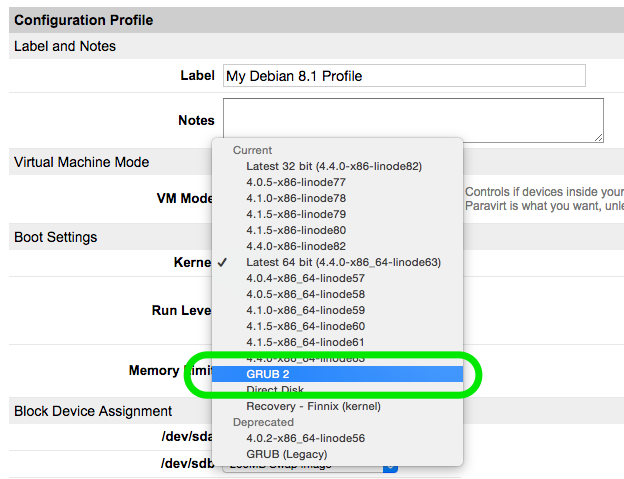 Configuration Profile
Label and Notes
Label My Debian 8.1 Profile
Notes
Current
Latest 32 bit (4.4.0-x86-linode82)
Virtual Machine Mode
4.0.5-x86-linode77
4.1.0-x86-linode78
VM Mode Controls if devices inside your
4.1.5-x86-linode79
Paravirt is what you want, unle
4.1.5-x86-linode80
Boot Settings
4.4.0-x86-linode82
Kernel ✓ Latest 64 bit (4.4.0-x86_64-linode63)
4.0.4-x86_64-linode57
4.0.5-x86_64-linode58
Run Level 4.1.0-x86_64-linode59
4.1.5-x86_64-linode60
4.1.5-x86_64-linode61
4.4.0-x86_64-linode63
Memory Limit GRUB 2
Direct Disk
Block Device Assignment Recovery - Finnix (kernel)
Deprecated
/dev/sda 4.0.2-x86_64-linode56
GRUB (Legacy)
/dev/sdb 256MB Swap Image